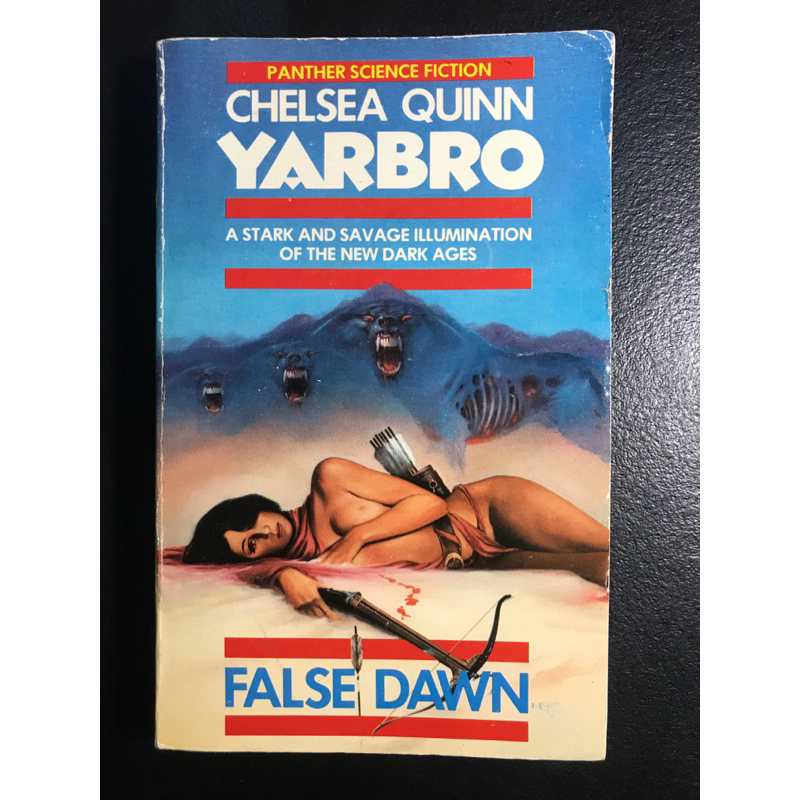 PANTHER SCIENCE FICTION
CHELSEA QUINN
YARBRO
A STARK AND SAVAGE ILLUMINATION
OF THE NEW DARK AGES
FALSE DAWN